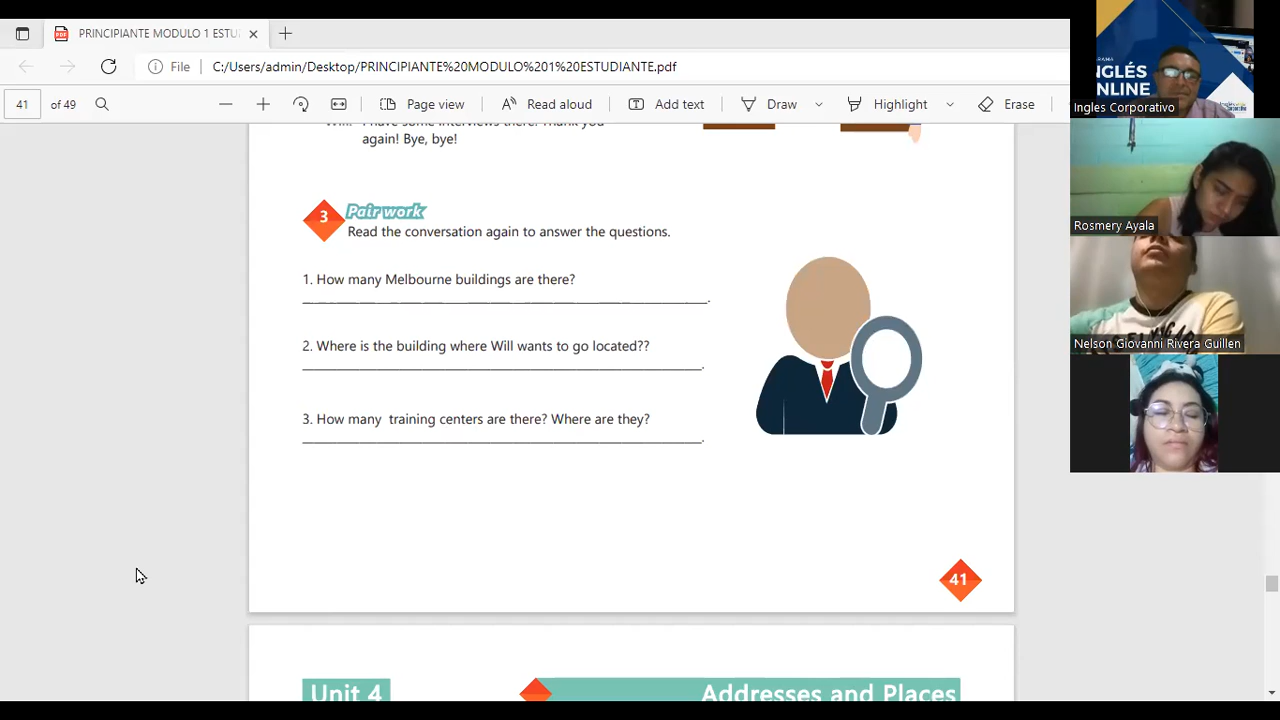 PRINCIPIANTE MODULO 1 ESTU
File
C:/Users/admin/Desktop/PRINCIPIANTE%20MODULO%201%20ESTUDIANTE.pdf
41 of 49
Page view
Read aloud
Add text
Draw
Highlight
Erase
again! Bye, bye!
3
Pair work
Read the conversation again to answer the questions.
1. How many Melbourne buildings are there?
2. Where is the building where Will wants to go located??
3. How many training centers are there? Where are they?
41
Unit 4
Addresses and Places
INGLÉS
ONLINE
Ingles Corporativo
Rosmery Ayala
Nelson Giovanni Rivera Guillen